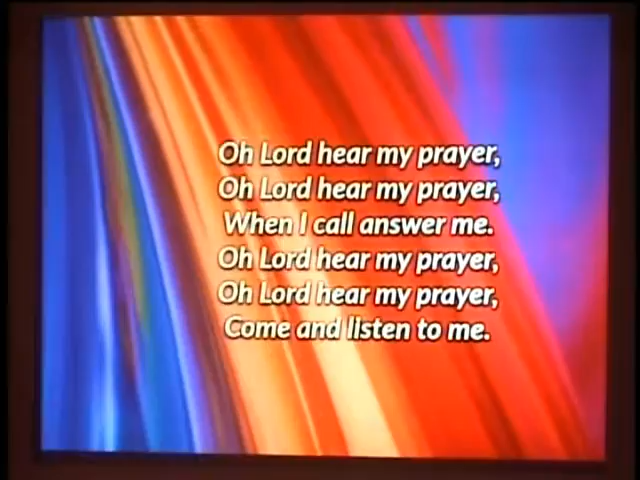 Oh Lord hear my prayer,
Oh Lord hear my prayer,
When I call answer me.
Oh Lord hear my prayer,
Oh Lord hear my prayer,
Come and listen to me.